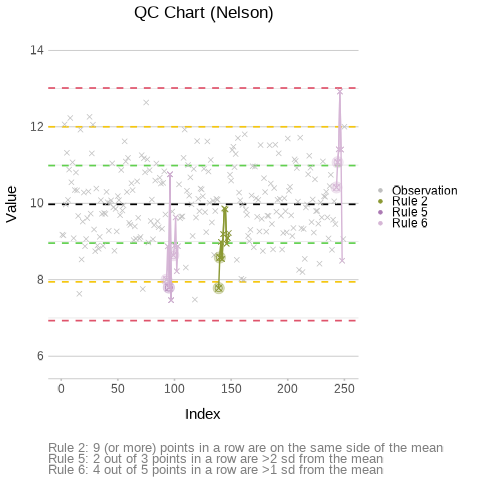 QC Chart (Nelson)
14
12
10
8
6
Value
0
50
100
150
200
250
Index
Observation
Rule 2
Rule 5
Rule 6
Rule 2: 9 (or more) points in a row are on the same side of the mean
Rule 5: 2 out of 3 points in a row are >2 sd from the mean
Rule 6: 4 out of 5 points in a row are >1 sd from the mean